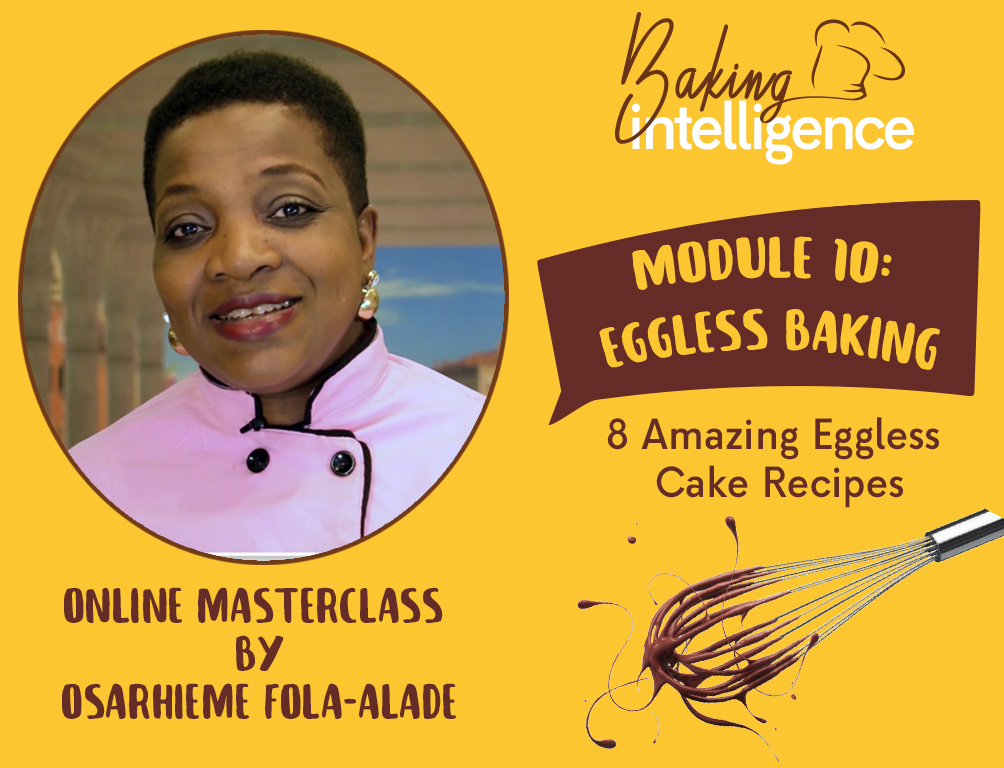 Baking
intelligence
MODULE 10:
EGGLESS BAKING
8 Amazing Eggless
Cake Recipes
ONLINE MASTERCLASS
BY
OSARHIEME FOLA-ALADE